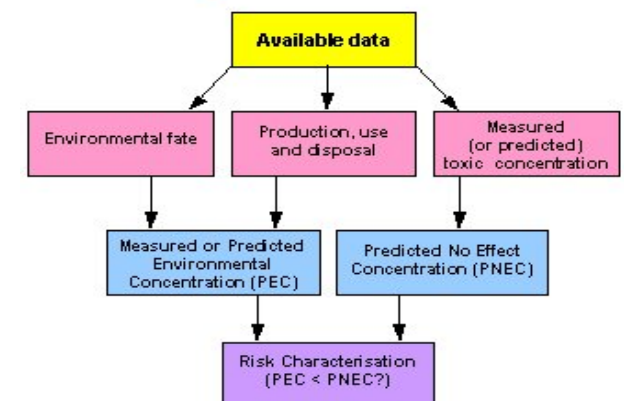 Available data
Environmental fate
Production, use
and disposal
Measured
(or predicted)
toxic concentration
Measured or Predicted
Environmental
Concentration (PEC)
Predicted No Effect
Concentration (PNEC)
Risk Characterisation
(PEC < PNEC?)